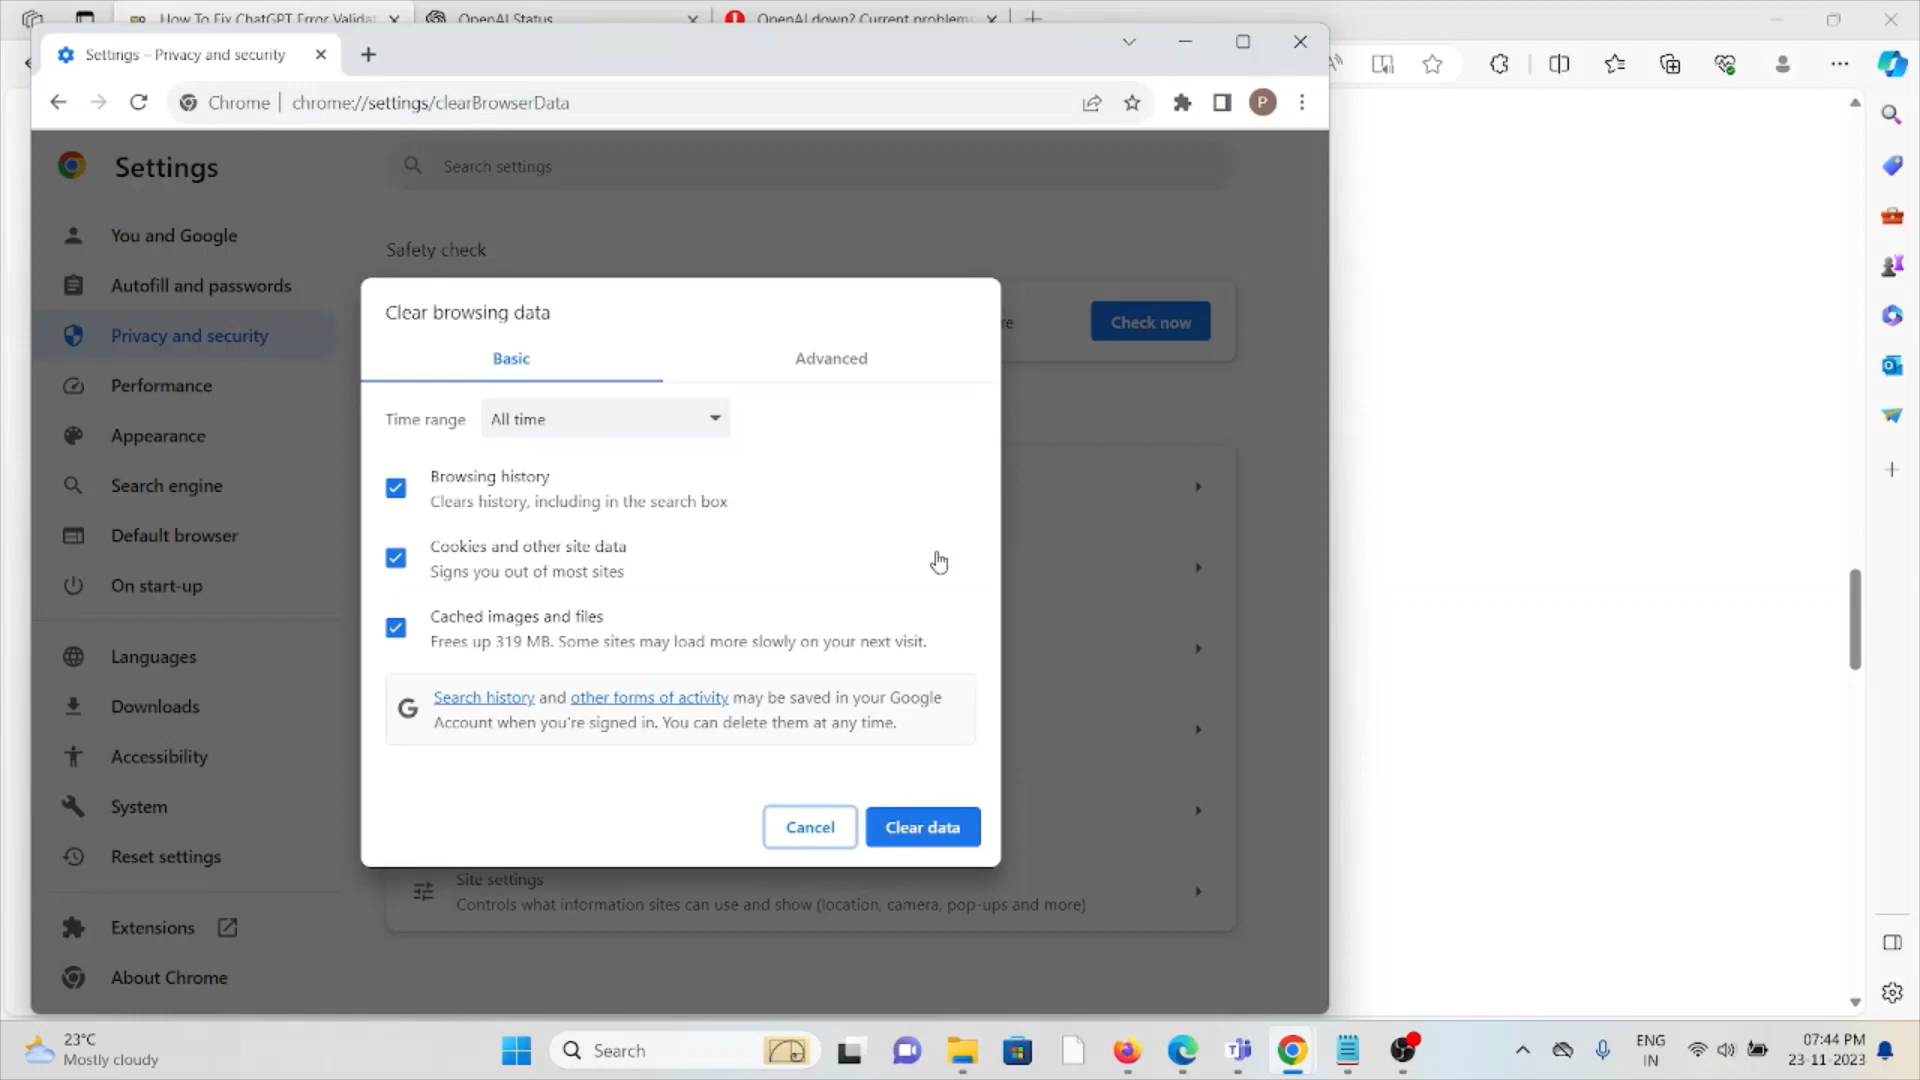 How To Fix ChatGPT Error Valida
OpenAI Status
OpenAI down? Current problems
Settings – Privacy and security
Chrome | chrome://settings/clearBrowserData
P
Settings
Search settings
You and Google
Autofill and passwords
Privacy and security
Performance
Appearance
Search engine
Default browser
On start-up
Languages
Downloads
Accessibility
System
Reset settings
Extensions
About Chrome
Safety check
re
Check now
Clear browsing data
Basic
Advanced
Time range
All time
Browsing history
Clears history, including in the search box
Cookies and other site data
Signs you out of most sites
Cached images and files
Frees up 319 MB. Some sites may load more slowly on your next visit.
Search history and other forms of activity may be saved in your Google
Account when you're signed in. You can delete them at any time.
Cancel
Clear data
Site settings
Controls what information sites can use and show (location, camera, pop-ups and more)
23°C
Mostly cloudy
Search
ENG
IN
07:44 PM
23-11-2023